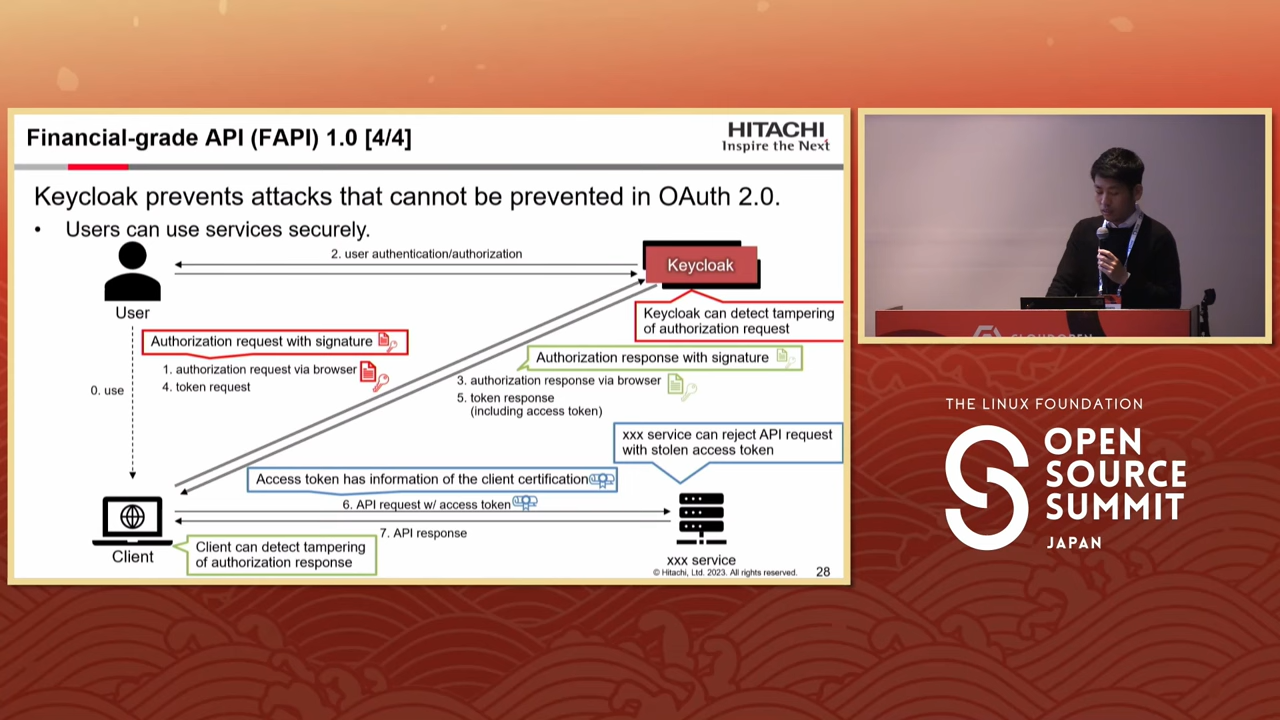 Financial-grade API (FAPI) 1.0 [4/4]
HITACHI
Inspire the Next
Keycloak prevents attacks that cannot be prevented in OAuth 2.0.
• Users can use services securely.
2. user authentication/authorization
Keycloak
User
Keycloak can detect tampering
of authorization request
Authorization request with signature
Authorization response with signature
1. authorization request via browser
4. token request
3. authorization response via browser
5. token response
(including access token)
0. use
xxx service can reject API request
with stolen access token
Access token has information of the client certification
6. API request w/ access token
7. API response
Client
Client can detect tampering
of authorization response
xxx service
© Hitachi, Ltd. 2023. All rights reserved.
28
CLOUDOPEN
THE LINUX FOUNDATION
OPEN
SOURCE
SUMMIT
JAPAN